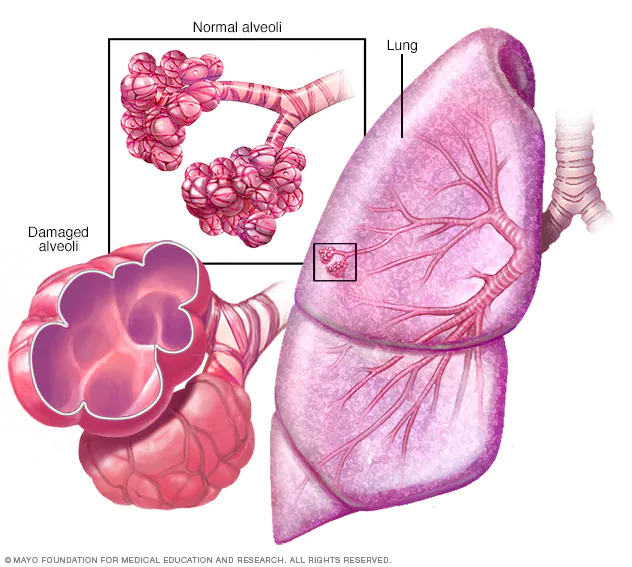 Normal alveoli
Lung
Damaged
alveoli
© MAYO FOUNDATION FOR MEDICAL EDUCATION AND RESEARCH. ALL RIGHTS RESERVED.